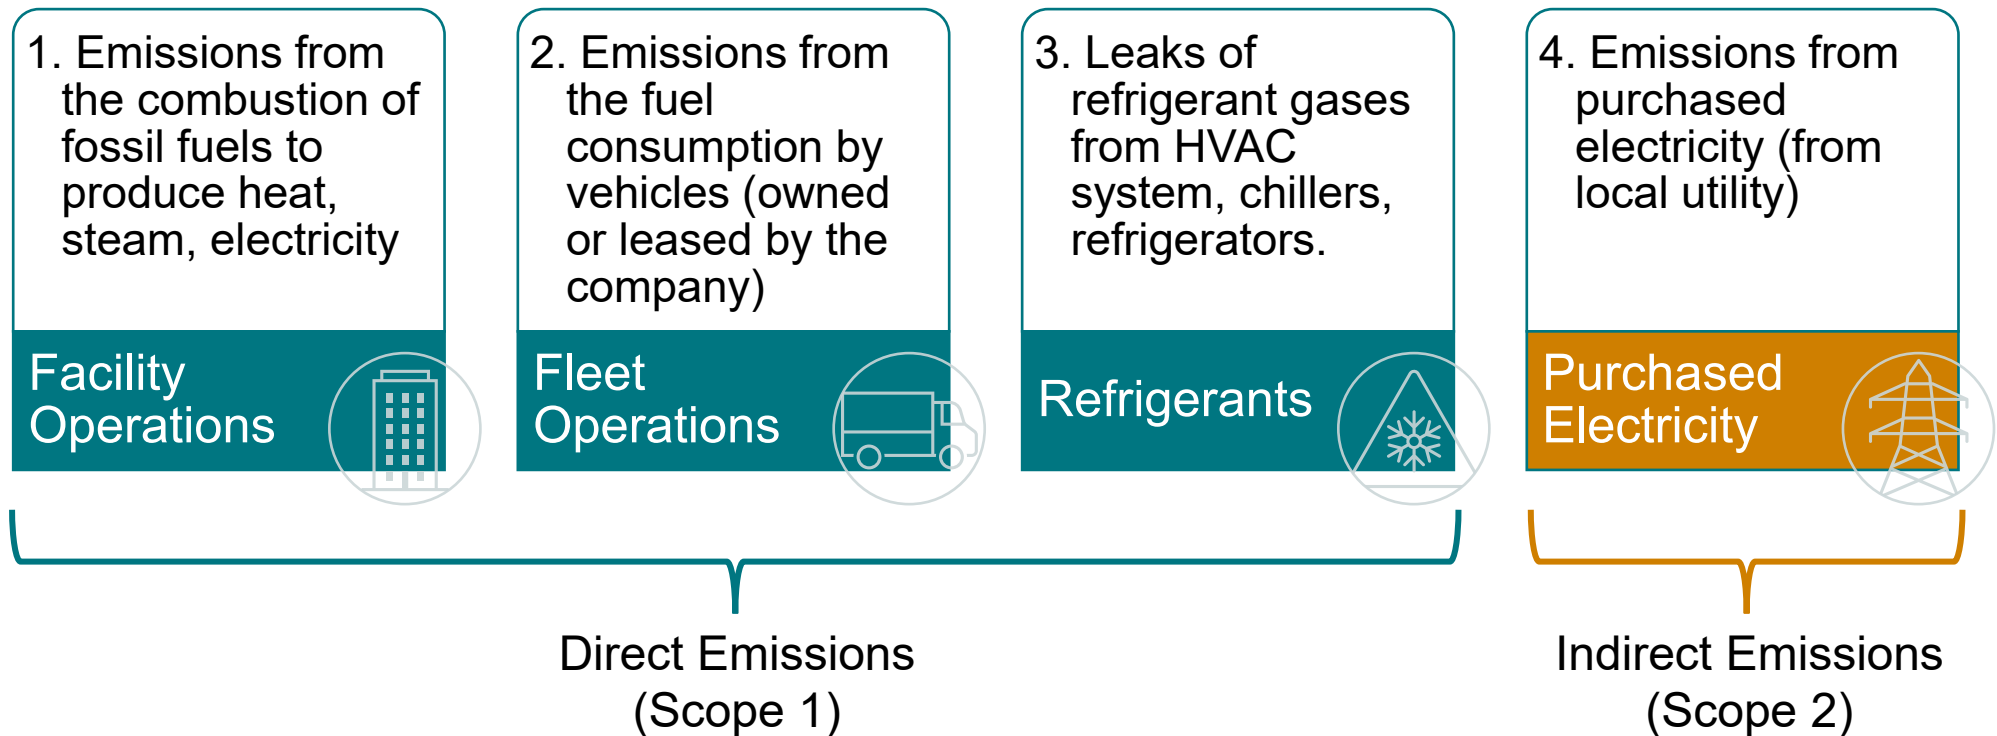 1. Emissions from
the combustion of
fossil fuels to
produce heat,
steam, electricity
Facility
Operations
2. Emissions from
the fuel
consumption by
vehicles (owned
or leased by the
company)
Fleet
Operations
3. Leaks of
refrigerant gases
from HVAC
system, chillers,
refrigerators.
Refrigerants
4. Emissions from
purchased
electricity (from
local utility)
Purchased
Electricity
Direct Emissions
(Scope 1)
Indirect Emissions
(Scope 2)